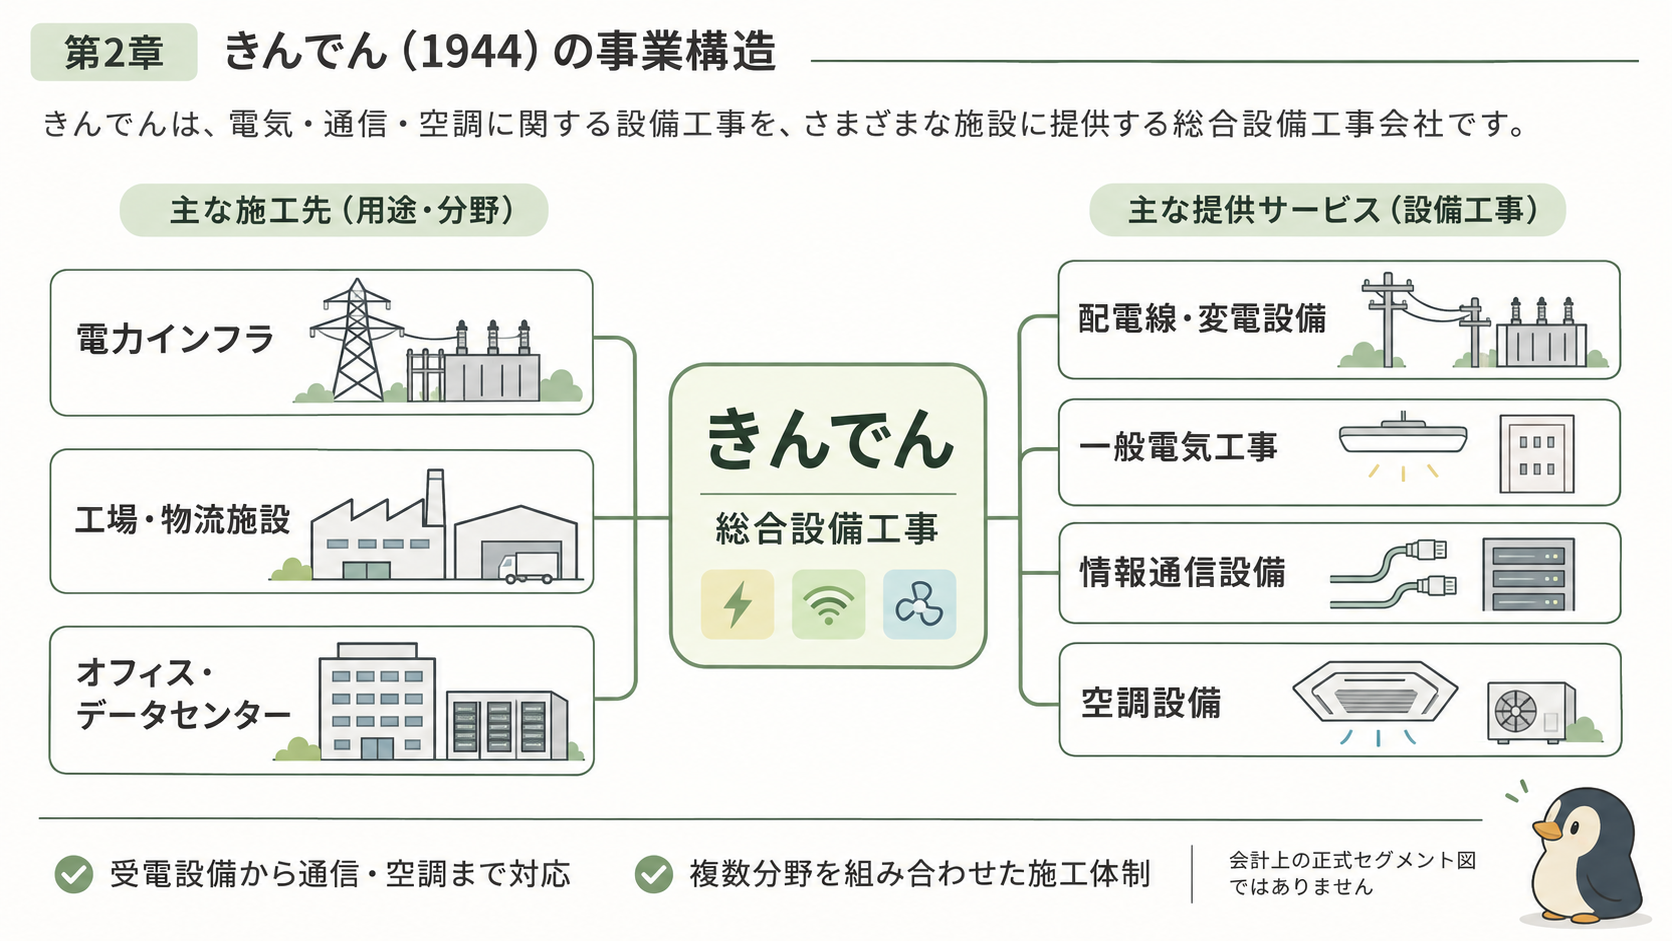 第2章
きんでん（1944）の事業構造
きんでんは、電気・通信・空調に関する設備工事を、さまざまな施設に提供する総合設備工事会社です。
主な施工先（用途・分野）
電力インフラ
工場・物流施設
オフィス・
データセンター
きんでん
総合設備工事
主な提供サービス（設備工事）
配電線・変電設備
一般電気工事
情報通信設備
空調設備
受電設備から通信・空調まで対応
複数分野を組み合わせた施工体制
会計上の正式セグメント図
ではありません